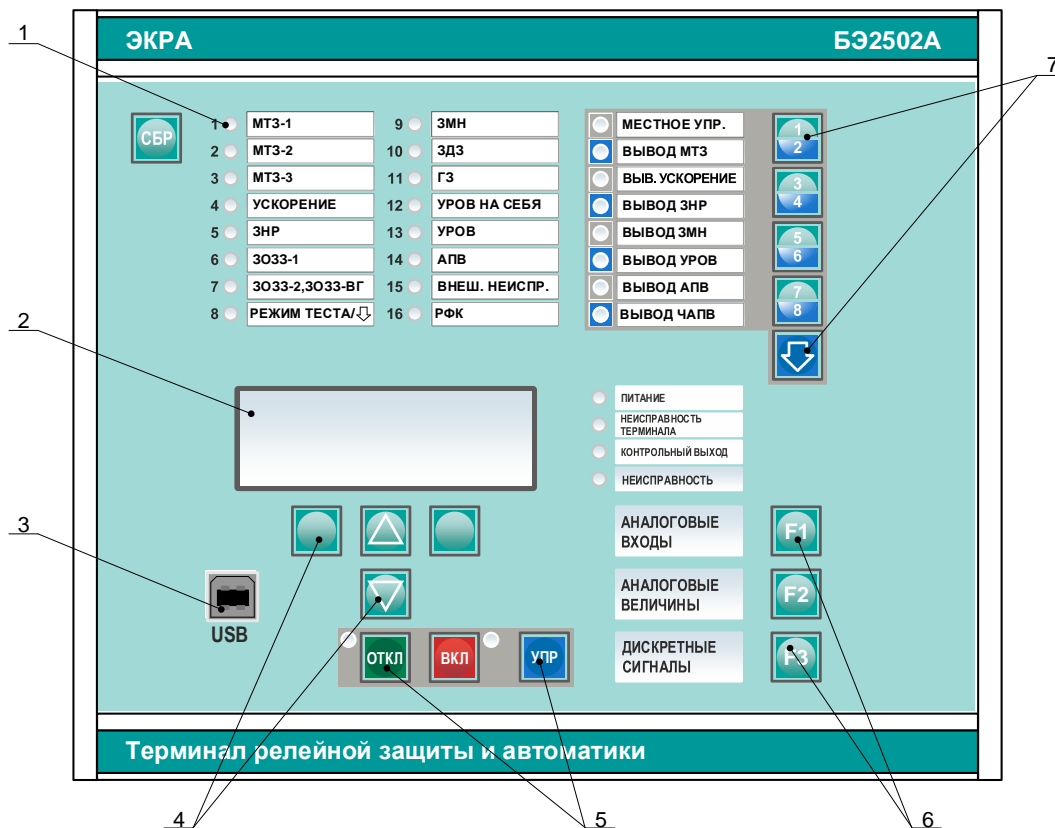 ЭКРА
БЭ2502А
1
7
СБР
1 МТЗ-1
2 МТЗ-2
3 МТЗ-3
4 УСКОРЕНИЕ
5 ЗНР
6 ЗОЗЗ-1
7 ЗОЗЗ-2,ЗОЗЗ-ВГ
8 РЕЖИМ ТЕСТА/
9 ЗМН
10 ЗДЗ
11 ГЗ
12 УРОВ НА СЕБЯ
13 УРОВ
14 АПВ
15 ВНЕШ. НЕИСПР.
16 РФК
МЕСТНОЕ УПР.
ВЫВОД МТЗ
ВЫВ. УСКОРЕНИЕ
ВЫВОД ЗНР
ВЫВОД ЗМН
ВЫВОД УРОВ
ВЫВОД АПВ
ВЫВОД ЧАПВ
1
2
3
4
5
6
7
8
2
ПИТАНИЕ
НЕИСПРАВНОСТЬ
ТЕРМИНАЛА
КОНТРОЛЬНЫЙ ВЫХОД
НЕИСПРАВНОСТЬ
3
USB
АНАЛОГОВЫЕ
ВХОДЫ
F1
АНАЛОГОВЫЕ
ВЕЛИЧИНЫ
F2
ДИСКРЕТНЫЕ
СИГНАЛЫ
F3
ОТКЛ
ВКЛ
УПР
Терминал релейной защиты и автоматики
4
5
6